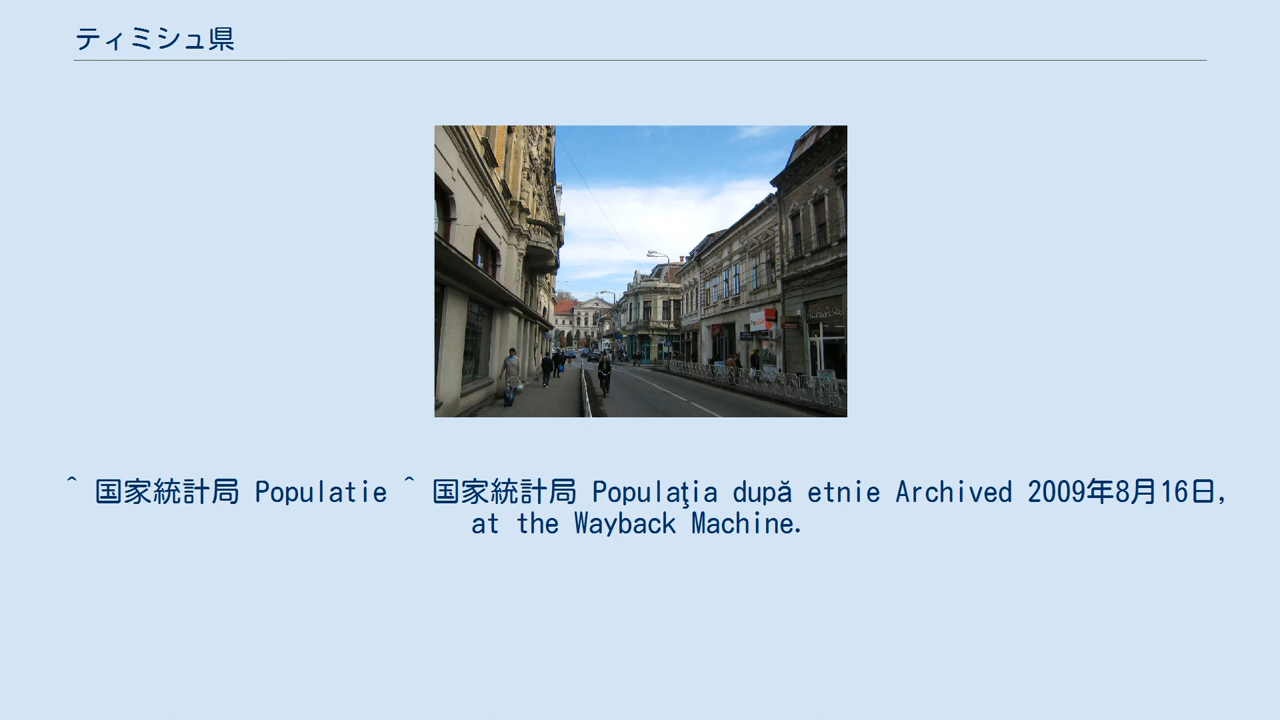 ティミシュ県
^ 国家統計局 Populatie ^ 国家統計局 Populaţia după etnie Archived 2009年8月16日,
at the Wayback Machine.